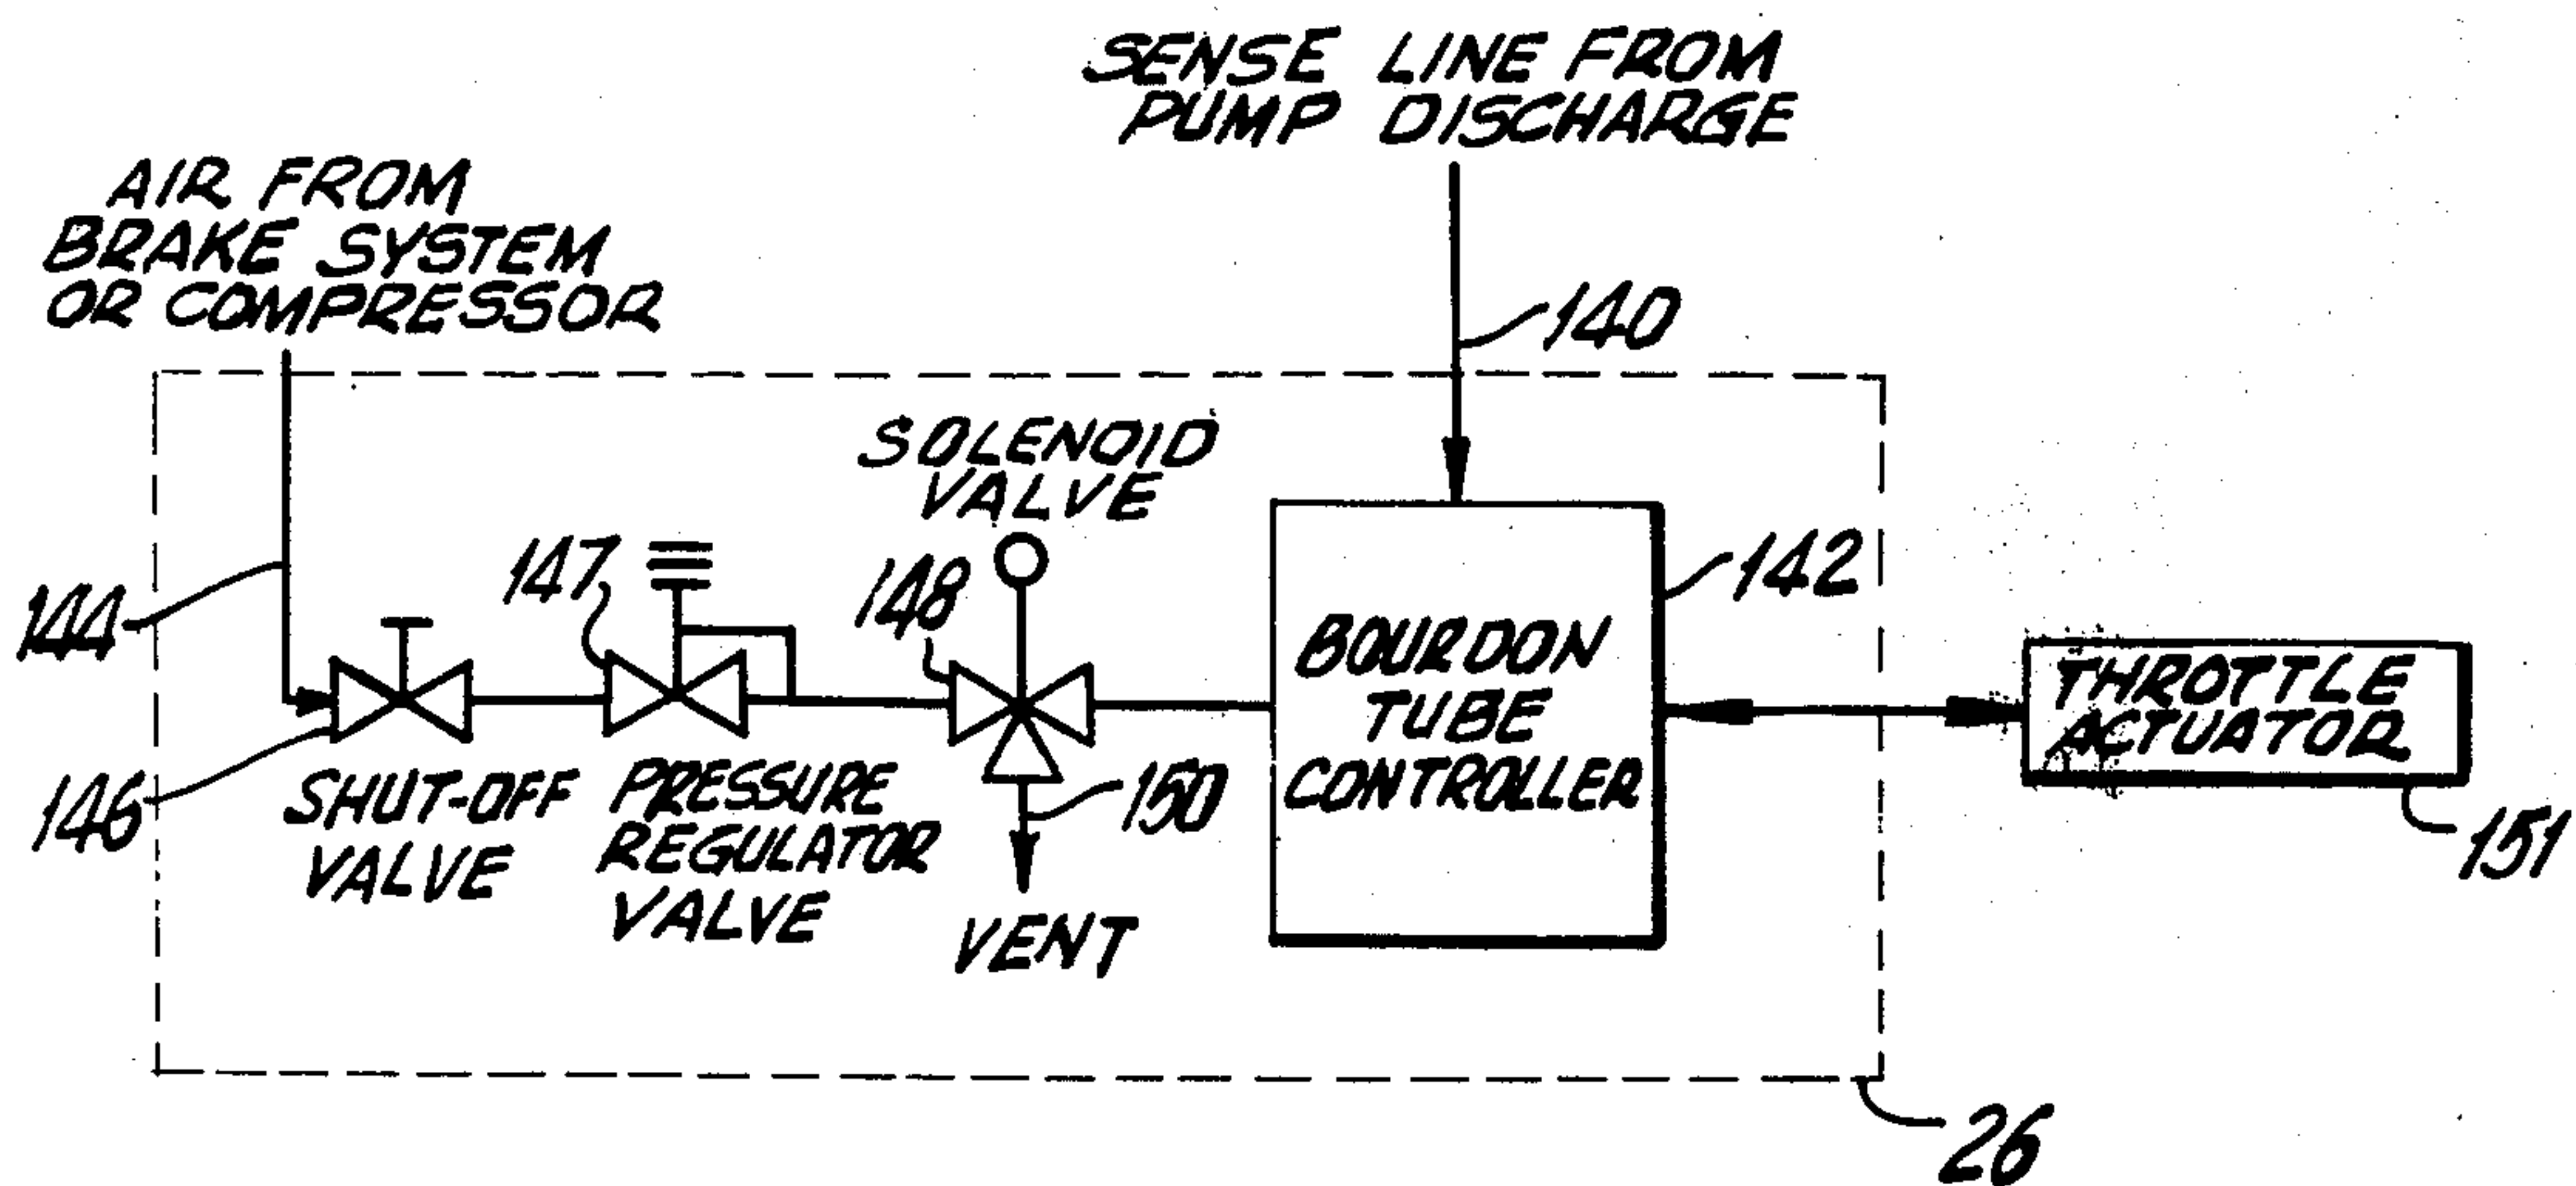 SENSE LINE FROM
PUMP DISCHARGE
AIR FROM
BRAKE SYSTEM
OR COMPRESSOR
140
SOLENOID
VALVE
144
147
148
142
BOURDON
TUBE
CONTROLLER
THROTTLE
ACTUATOR
146
SHUT-OFF
VALVE
PRESSURE
REGULATOR
VALVE
150
VENT
151
26